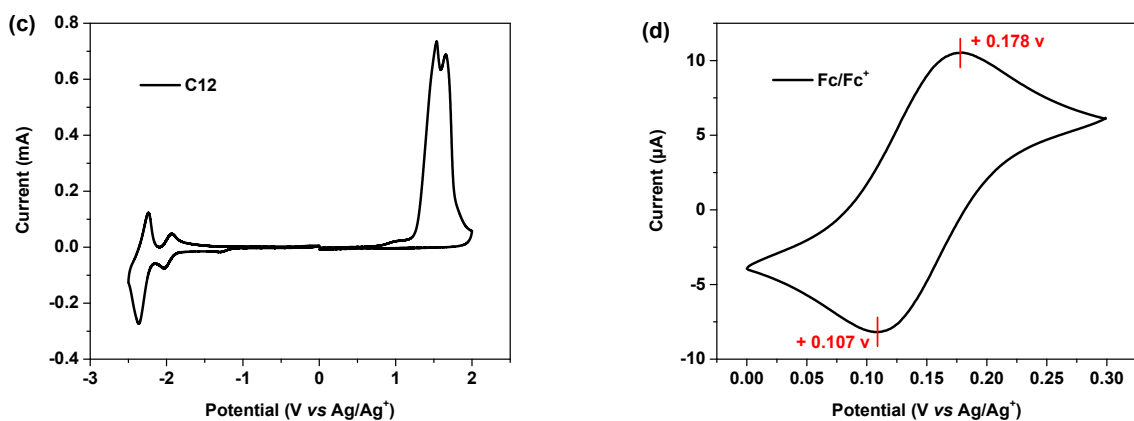 (c)
0.8
0.6
0.4
0.2
0.0
-0.2
-0.4
Current (mA)
C12
-3
-2
-1
0
1
2
Potential (V vs Ag/Ag⁺)
(d)
10
5
0
-5
-10
Current (µA)
+ 0.178 v
Fc/Fc⁺
+ 0.107 v
0.00
0.05
0.10
0.15
0.20
0.25
0.30
Potential (V vs Ag/Ag⁺)